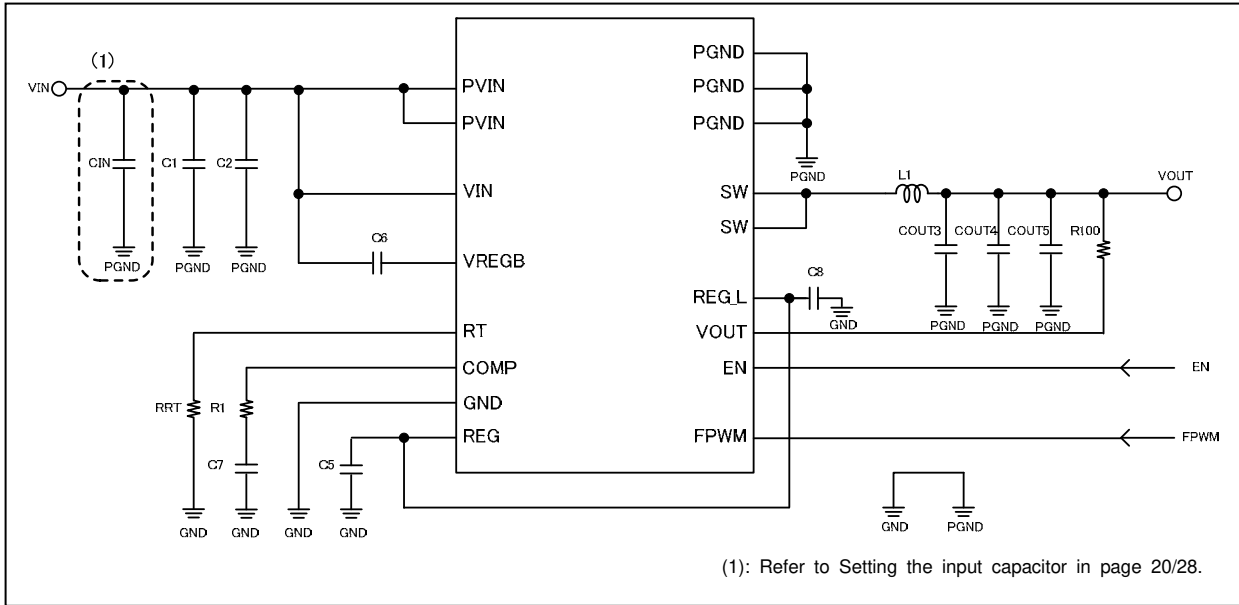 (1)
VIN
CIN
C1
C2
PGND
PGND
PGND
C6
PVIN
PVIN
VIN
VREGB
RT
COMP
GND
REG
RRT
R1
C7
C5
GND
GND
GND
GND
PGND
PGND
PGND
PGND
SW
SW
REG_L
VOUT
EN
FPWM
L1
VOUT
COUT3
COUT4
COUT5
R100
PGND
PGND
PGND
C8
GND
EN
FPWM
GND
PGND
(1): Refer to Setting the input capacitor in page 20/28.